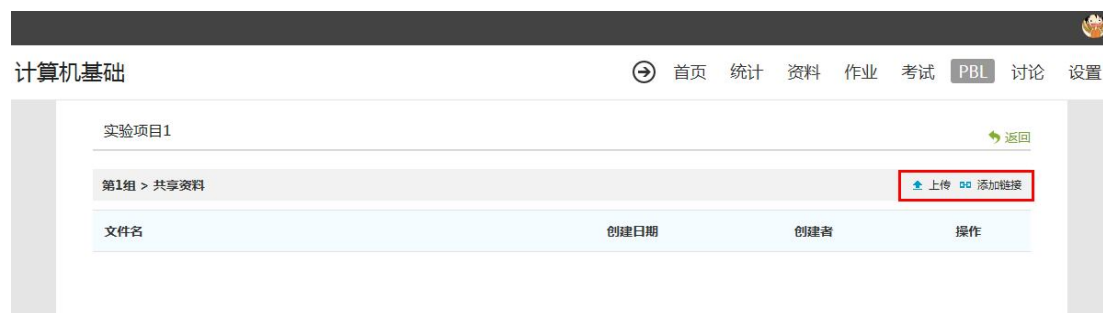 计算机基础 首页 统计 资料 作业 考试 PBL 讨论 设置
实验项目1 返回
第1组 > 共享资料 上传 添加链接
文件名 创建日期 创建者 操作